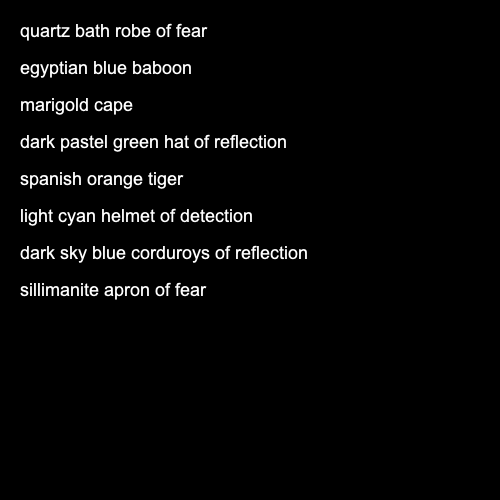 quartz bath robe of fear
egyptian blue baboon
marigold cape
dark pastel green hat of reflection
spanish orange tiger
light cyan helmet of detection
dark sky blue corduroys of reflection
sillimanite apron of fear